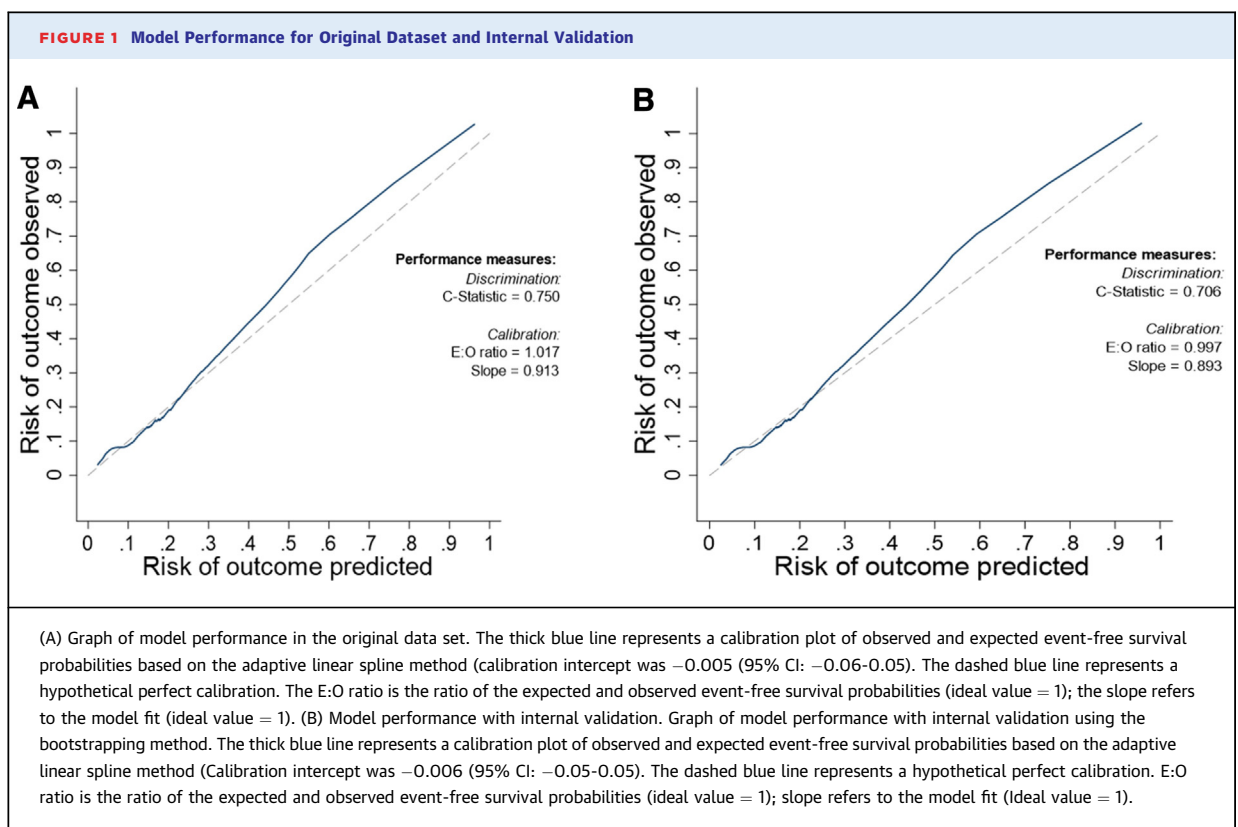 FIGURE 1 Model Performance for Original Dataset and Internal Validation
A
Risk of outcome observed
1
.9
.8
.7
.6
.5
.4
.3
.2
.1
0
Performance measures:
Discrimination:
C-Statistic = 0.750
Calibration:
E:O ratio = 1.017
Slope = 0.913
0 .1 .2 .3 .4 .5 .6 .7 .8 .9 1
Risk of outcome predicted
B
Risk of outcome observed
1
.9
.8
.7
.6
.5
.4
.3
.2
.1
0
Performance measures:
Discrimination:
C-Statistic = 0.706
Calibration:
E:O ratio = 0.997
Slope = 0.893
0 .1 .2 .3 .4 .5 .6 .7 .8 .9 1
Risk of outcome predicted
(A) Graph of model performance in the original data set. The thick blue line represents a calibration plot of observed and expected event-free survival
probabilities based on the adaptive linear spline method (calibration intercept was −0.005 (95% CI: −0.06-0.05). The dashed blue line represents a
hypothetical perfect calibration. The E:O ratio is the ratio of the expected and observed event-free survival probabilities (ideal value = 1); the slope refers
to the model fit (ideal value = 1). (B) Model performance with internal validation. Graph of model performance with internal validation using the
bootstrapping method. The thick blue line represents a calibration plot of observed and expected event-free survival probabilities based on the adaptive
linear spline method (Calibration intercept was −0.006 (95% CI: −0.05-0.05). The dashed blue line represents a hypothetical perfect calibration. E:O
ratio is the ratio of the expected and observed event-free survival probabilities (ideal value = 1); slope refers to the model fit (Ideal value = 1).